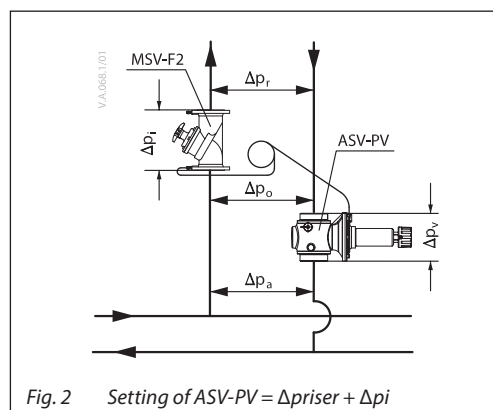 V.A.068.1/01
MSV-F2
Δpᵣ
ASV-PV
Δpᵢ
Δpₒ
Δpᵥ
Δpₐ
Fig. 2 Setting of ASV-PV = Δpriser + Δpi